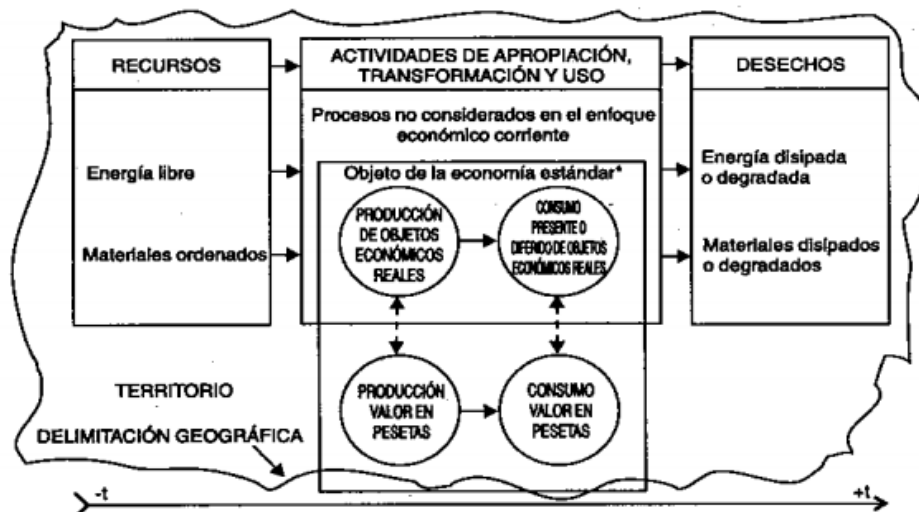 RECURSOS
ACTIVIDADES DE APROPIACIÓN,
TRANSFORMACIÓN Y USO
DESECHOS
Procesos no considerados en el enfoque
económico corriente
Energía libre
Materiales ordenados
Objeto de la economía estándar*
PRODUCCIÓN
DE OBJETOS
ECONÓMICOS
REALES
CONSUMO
PRESENTE O
DIFERIDO DE OBJETOS
ECONÓMICOS REALES
Energía disipada
o degradada
Materiales disipados
o degradados
PRODUCCIÓN
VALOR EN
PESETAS
CONSUMO
VALOR EN
PESETAS
TERRITORIO
DELIMITACIÓN GEOGRÁFICA
-t
+t